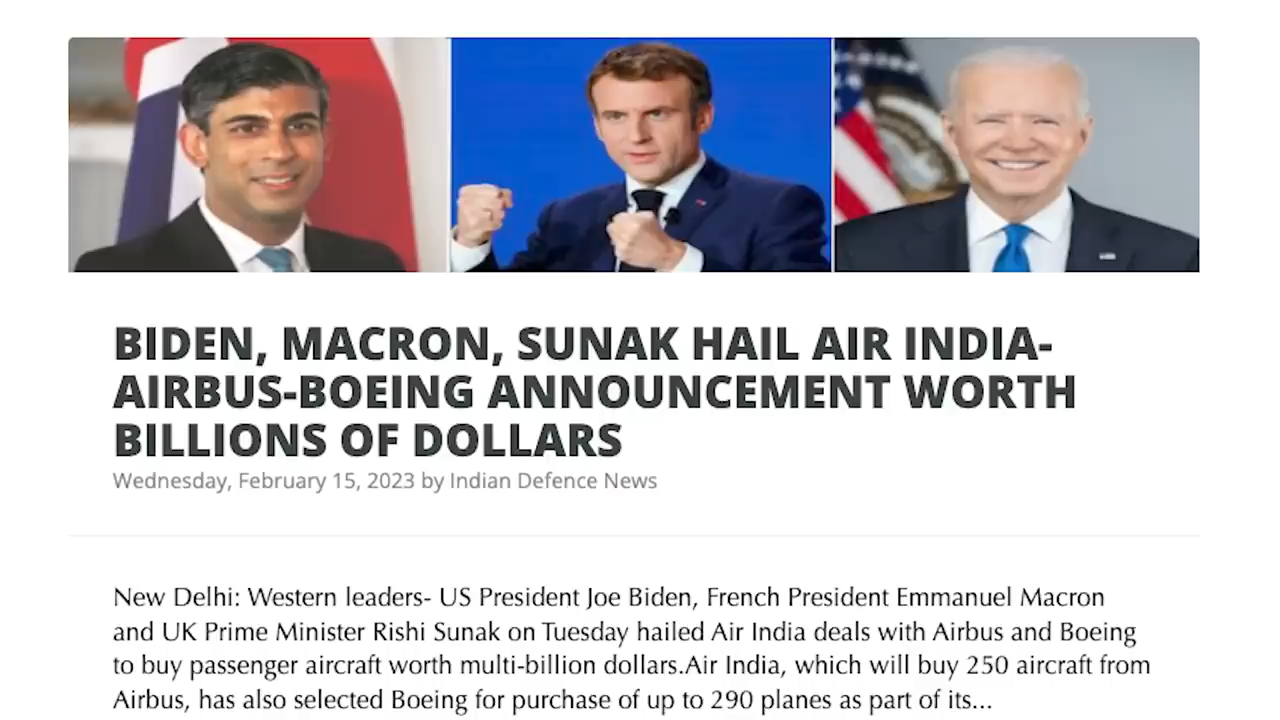 BIDEN, MACRON, SUNAK HAIL AIR INDIA-
AIRBUS-BOEING ANNOUNCEMENT WORTH
BILLIONS OF DOLLARS
Wednesday, February 15, 2023 by Indian Defence News
New Delhi: Western leaders- US President Joe Biden, French President Emmanuel Macron
and UK Prime Minister Rishi Sunak on Tuesday hailed Air India deals with Airbus and Boeing
to buy passenger aircraft worth multi-billion dollars.Air India, which will buy 250 aircraft from
Airbus, has also selected Boeing for purchase of up to 290 planes as part of its...